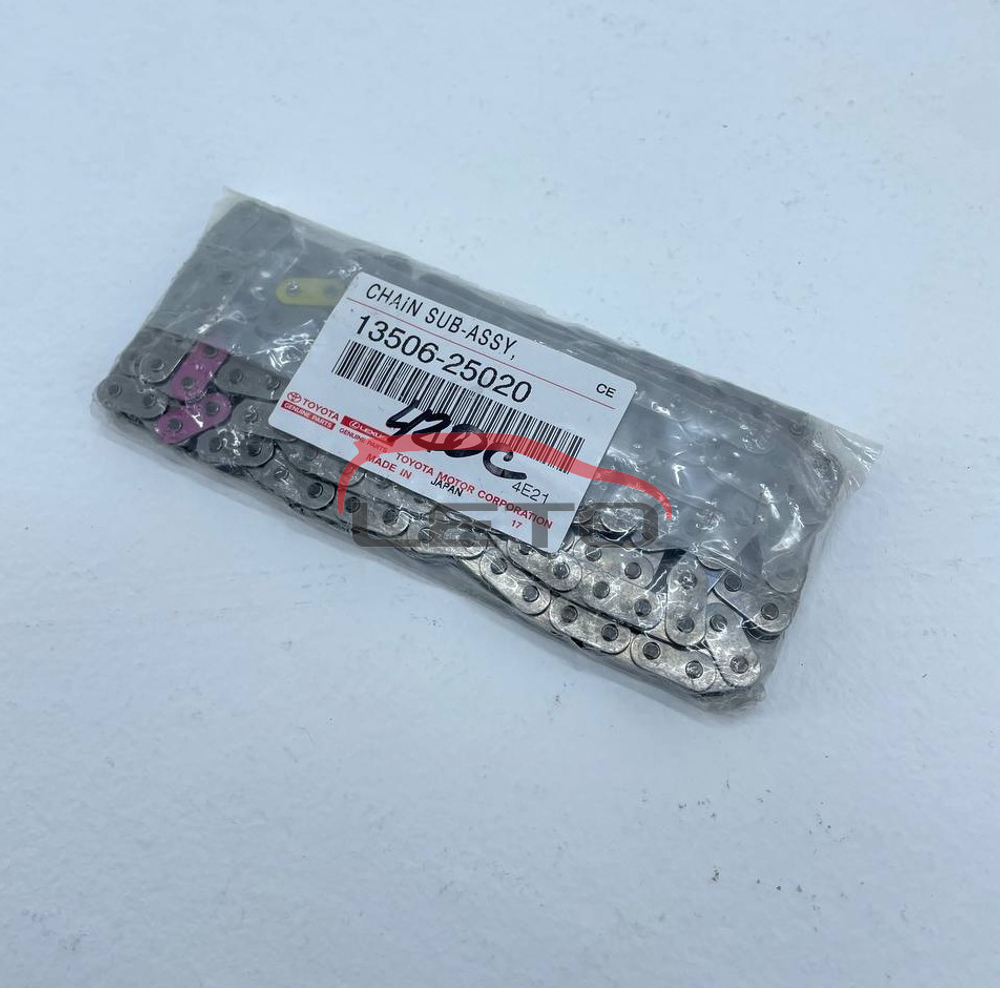 CHAiN SUB-ASSY,
13506-25020
CE
TOYOTA
GENUINE PARTS
LEXUS
GENUINE PARTS
420C
4E21
TOYOTA MOTOR CORPORATION
MADE IN JAPAN
17
LETO